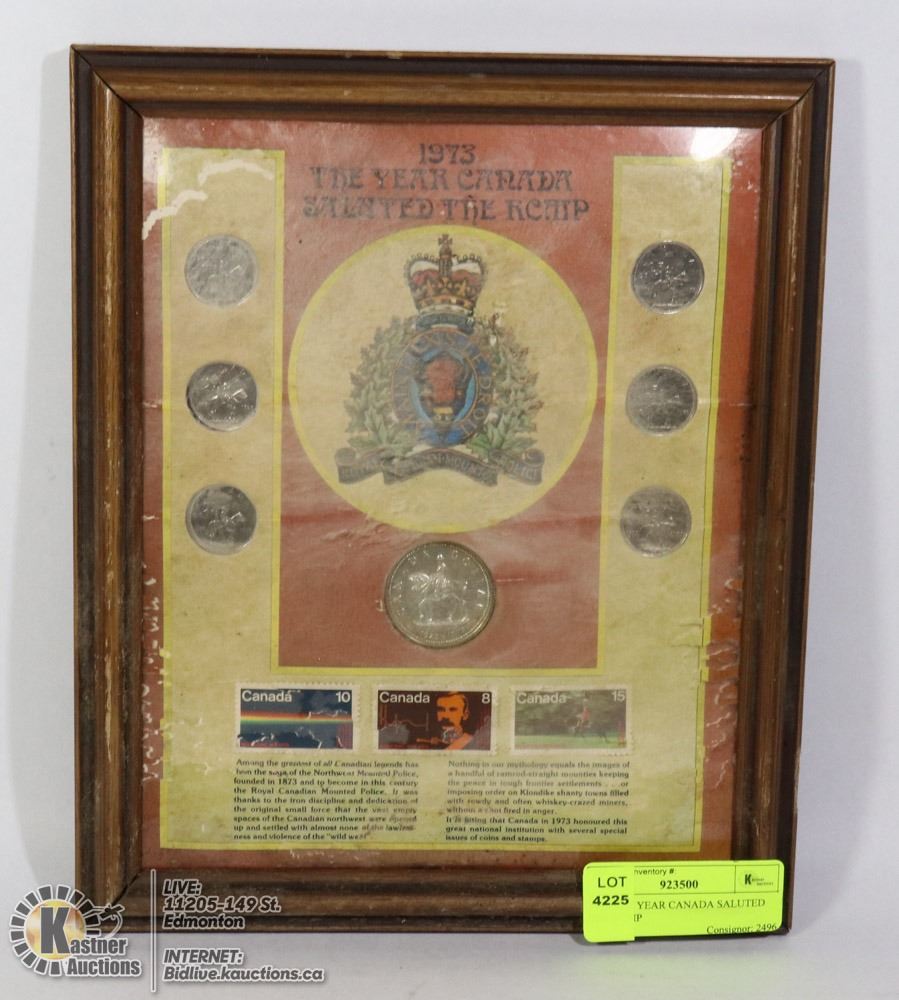 1973
THE YEAR CANADA
SALUTED THE RCMP
Canada 10
Canada 8
Canada 15
Among the greatest of all Canadian legends has
been the saga of the Northwest Mounted Police,
founded in 1873 and to become in this century
the Royal Canadian Mounted Police. It was
thanks to the iron discipline and dedication of
the original small force that the vast empty
spaces of the Canadian northwest were opened
up and settled with almost none of the lawless-
ness and violence of the "wild west".
Nothing in our mythology equals the images of
a handful of ramrod-straight mounties keeping
the peace in rough frontier settlements . . . or
imposing order on Klondike shanty towns filled
with rowdy and often whiskey-crazed miners,
without a shot fired in anger.
It is fitting that Canada in 1973 honoured this
great national institution with several special
issues of coins and stamps.
LOT
4225
nventory #:
923500
Kastner
Auctions
YEAR CANADA SALUTED
MP
Consignor: 2496
Kastner
Auctions
LIVE:
11205-149 St.
Edmonton
INTERNET:
Bidlive.kauctions.ca